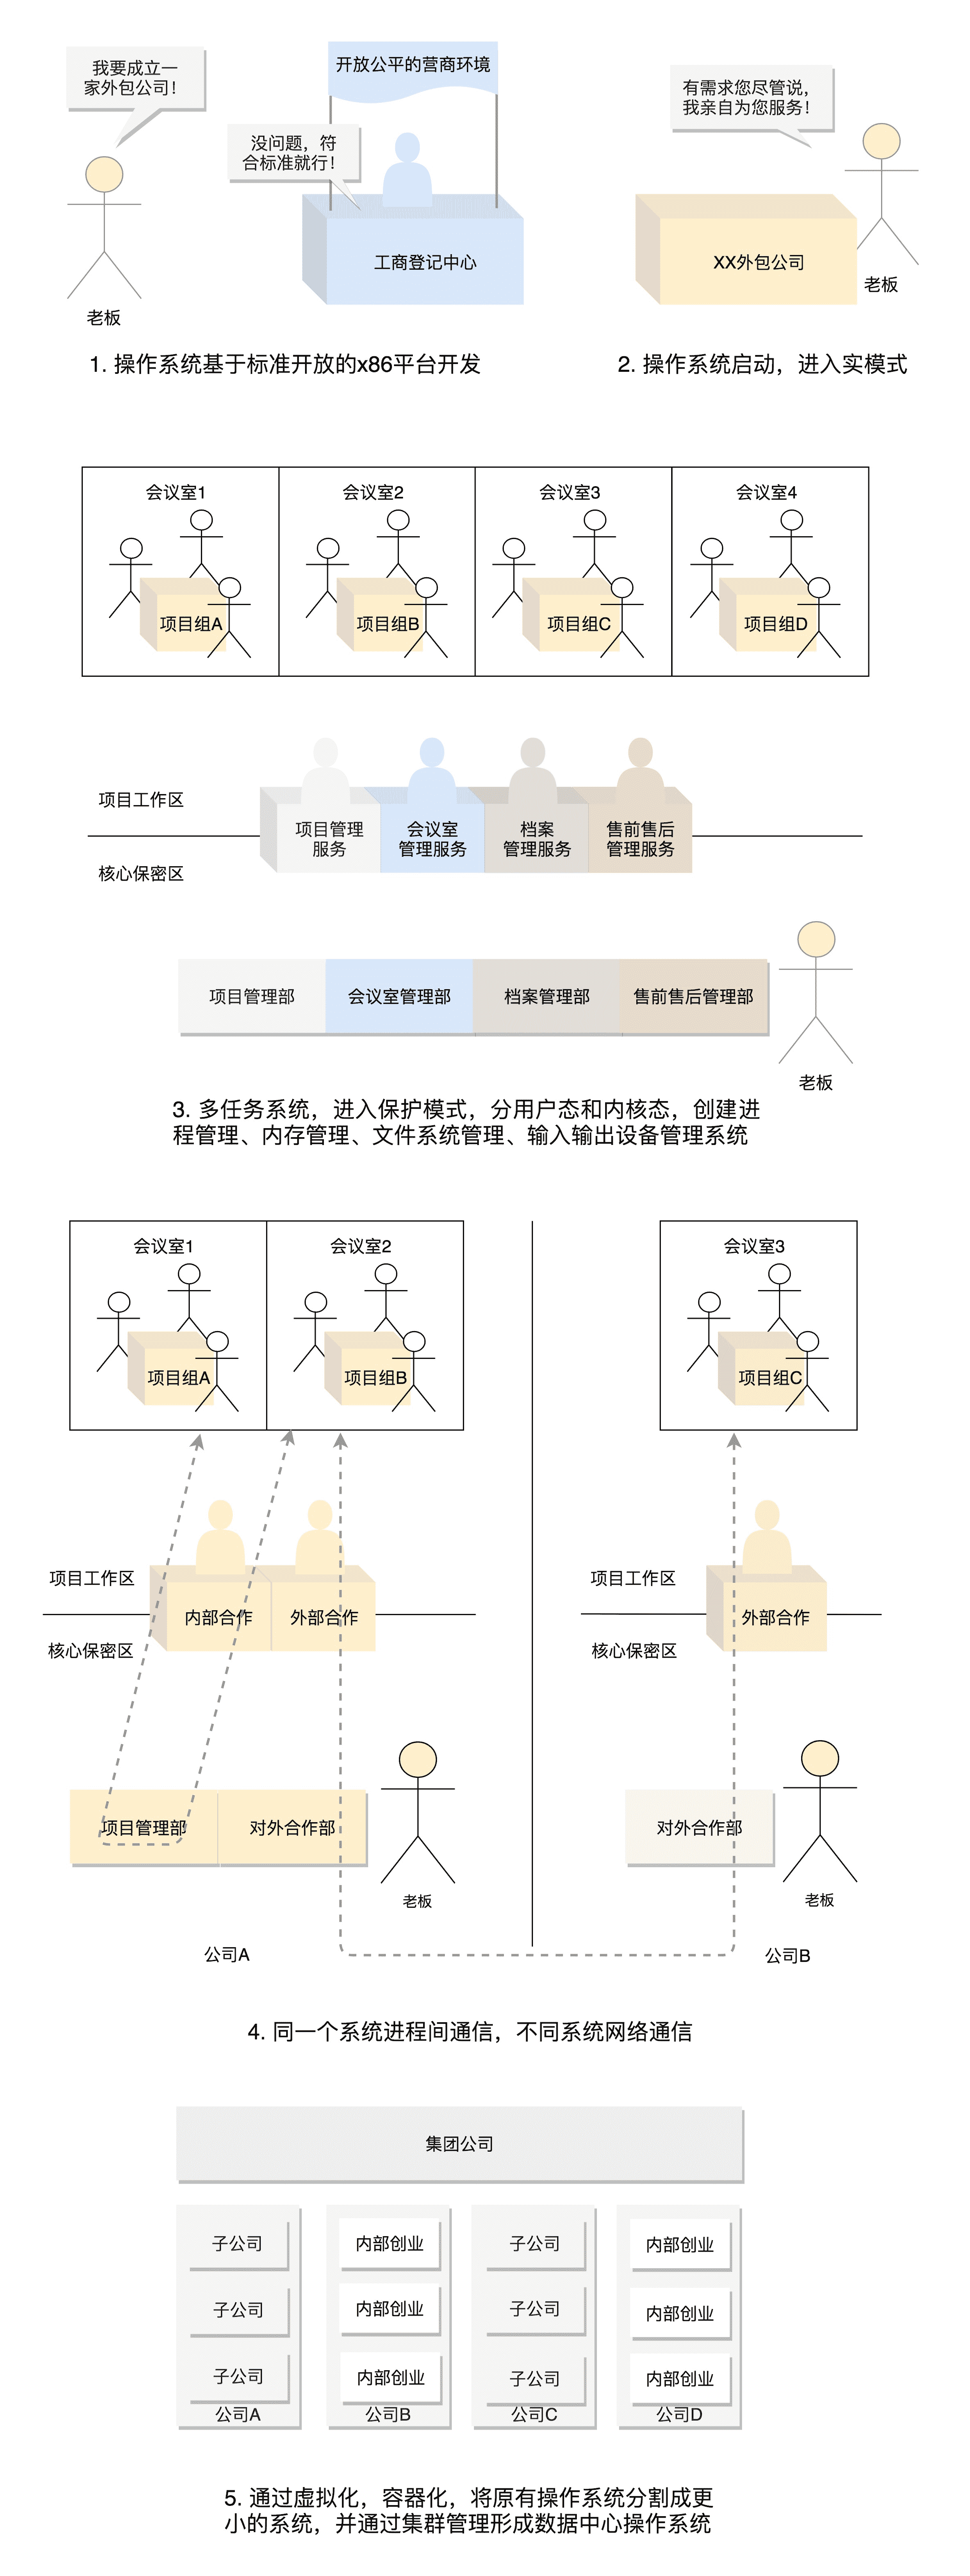 我要成立一
家外包公司！
开放公平的营商环境
没问题，符
合标准就行！
工商登记中心
老板
有需求您尽管说，
我亲自为您服务！
XX外包公司
老板
1. 操作系统基于标准开放的x86平台开发
2. 操作系统启动，进入实模式
会议室1
会议室2
会议室3
会议室4
项目组A
项目组B
项目组C
项目组D
项目工作区
核心保密区
项目管理
服务
会议室
管理服务
档案
管理服务
售前售后
管理服务
项目管理部
会议室管理部
档案管理部
售前售后管理部
老板
3. 多任务系统，进入保护模式，分用户态和内核态，创建进
程管理、内存管理、文件系统管理、输入输出设备管理系统
会议室1
会议室2
会议室3
项目组A
项目组B
项目组C
项目工作区
核心保密区
内部合作
外部合作
项目工作区
核心保密区
外部合作
项目管理部
对外合作部
老板
对外合作部
老板
公司A
公司B
4. 同一个系统进程间通信，不同系统网络通信
集团公司
子公司
子公司
子公司
公司A
内部创业
内部创业
内部创业
公司B
子公司
子公司
子公司
公司C
内部创业
内部创业
内部创业
公司D
5. 通过虚拟化，容器化，将原有操作系统分割成更
小的系统，并通过集群管理形成数据中心操作系统